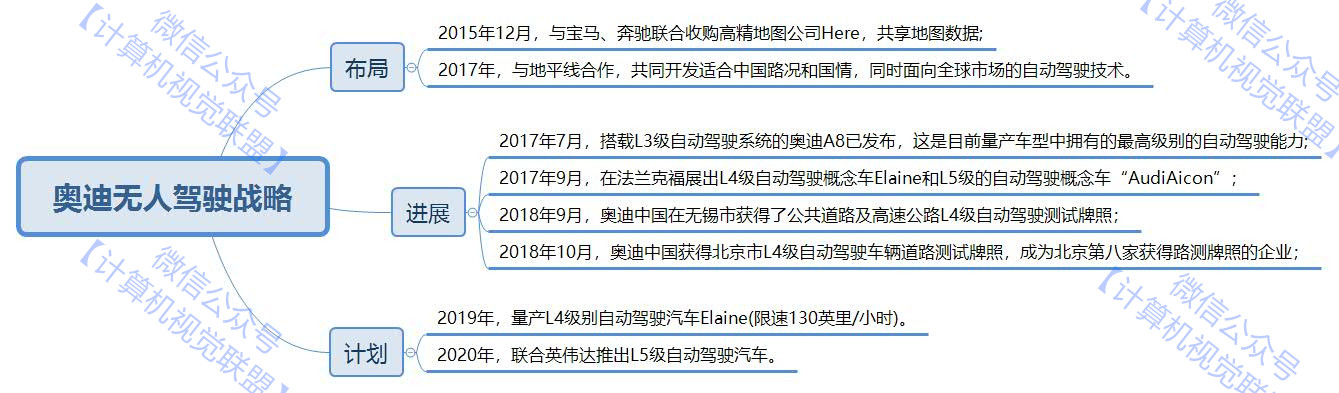 微信公众号
【计算机视觉联盟】
微信公众号
【计算机视觉联盟】
布局
2015年12月，与宝马、奔驰联合收购高精地图公司Here，共享地图数据;
2017年，与地平线合作，共同开发适合中国路况和国情，同时面向全球市场的自动驾驶技术。
奥迪无人驾驶战略
进展
2017年7月，搭载L3级自动驾驶系统的奥迪A8已发布，这是目前量产车型中拥有的最高级别的自动驾驶能力;
2017年9月，在法兰克福展出L4级自动驾驶概念车Elaine和L5级的自动驾驶概念车“AudiAicon”；
2018年9月，奥迪中国在无锡市获得了公共道路及高速公路L4级自动驾驶测试牌照；
2018年10月，奥迪中国获得北京市L4级自动驾驶车辆道路测试牌照，成为北京第八家获得路测牌照的企业；
计划
2019年，量产L4级别自动驾驶汽车Elaine(限速130英里/小时)。
2020年，联合英伟达推出L5级自动驾驶汽车。
微信公众号
【计算机视觉联盟】
微信公众号
【计算机视觉联